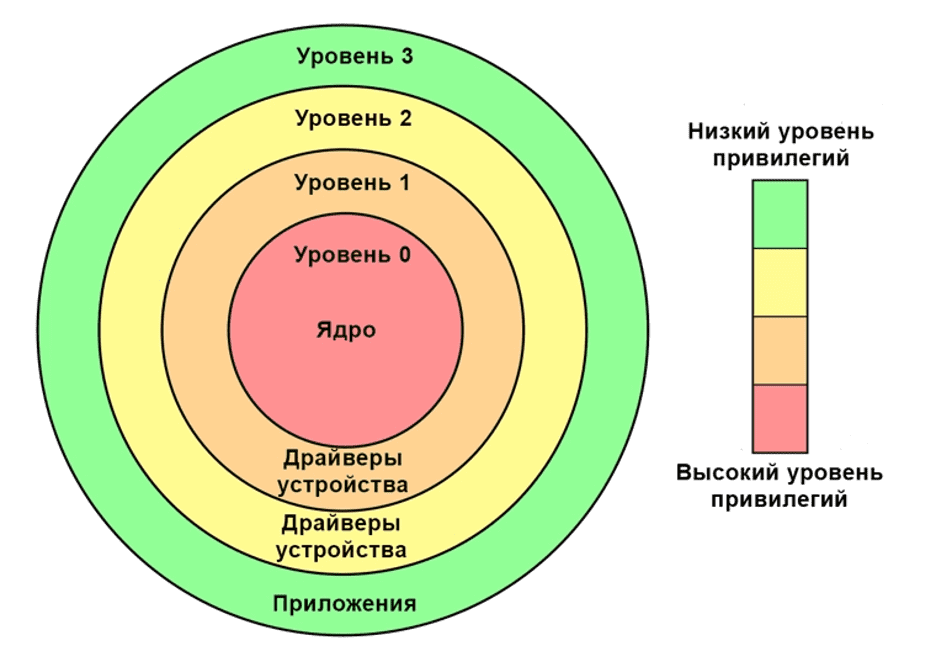 Уровень 3
Уровень 2
Уровень 1
Уровень 0
Ядро
Драйверы
устройства
Драйверы
устройства
Приложения
Низкий уровень
привилегий
Высокий уровень
привилегий